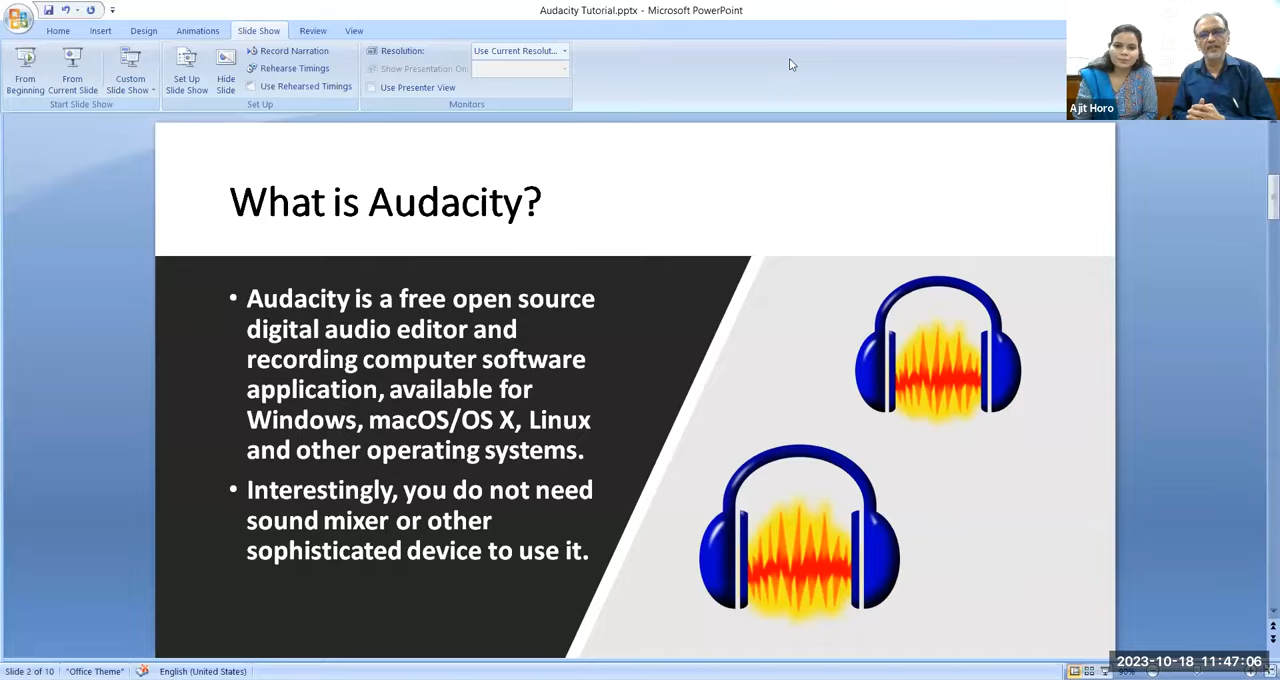 Audacity Tutorial.pptx - Microsoft PowerPoint
Home Insert Design Animations Slide Show Review View
From Beginning
From Current Slide
Custom Slide Show
Start Slide Show
Set Up Slide Show
Hide Slide
Record Narration
Rehearse Timings
Use Rehearsed Timings
Set Up
Resolution: Use Current Resolut...
Show Presentation On:
Use Presenter View
Monitors
Ajit Horo
What is Audacity?
• Audacity is a free open source
digital audio editor and
recording computer software
application, available for
Windows, macOS/OS X, Linux
and other operating systems.
• Interestingly, you do not need
sound mixer or other
sophisticated device to use it.
2023-10-18 11:47:06
Slide 2 of 10 "Office Theme" English (United States) 90%